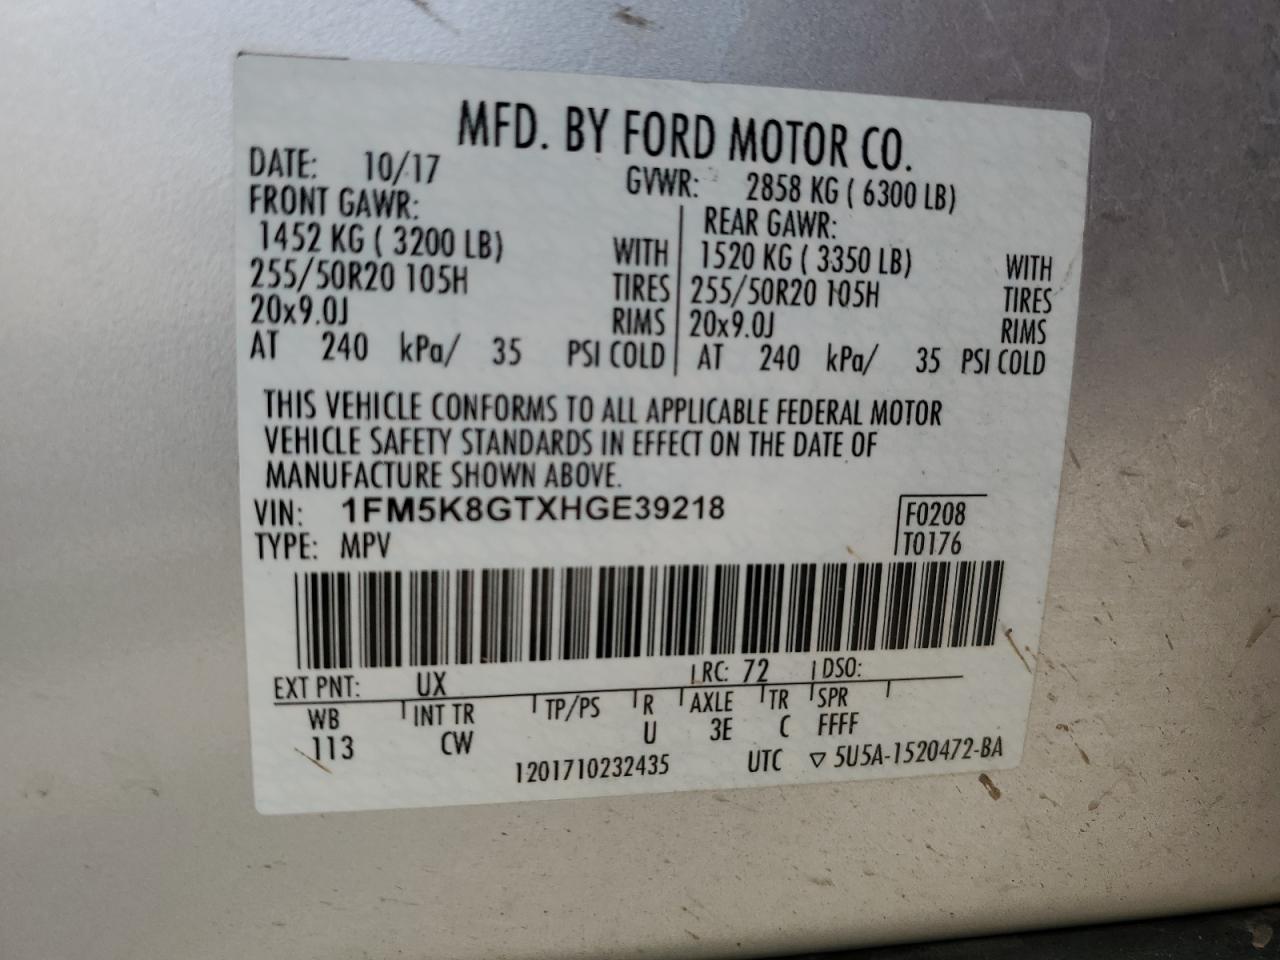 MFD. BY FORD MOTOR CO.
DATE: 10/17 GVWR: 2858 KG ( 6300 LB)
FRONT GAWR: REAR GAWR:
1452 KG ( 3200 LB) WITH 1520 KG ( 3350 LB) WITH
255/50R20 105H TIRES 255/50R20 105H TIRES
20x9.0J RIMS 20x9.0J RIMS
AT 240 kPa/ 35 PSI COLD AT 240 kPa/ 35 PSI COLD
THIS VEHICLE CONFORMS TO ALL APPLICABLE FEDERAL MOTOR
VEHICLE SAFETY STANDARDS IN EFFECT ON THE DATE OF
MANUFACTURE SHOWN ABOVE.
VIN: 1FM5K8GTXHGE39218 F0208
TYPE: MPV T0176
EXT PNT: UX RC: 72 DSO:
WB INT TR TP/PS R AXLE TR SPR
113 CW U 3E C FFFF
1201710232435 UTC ▽ 5U5A-1520472-BA